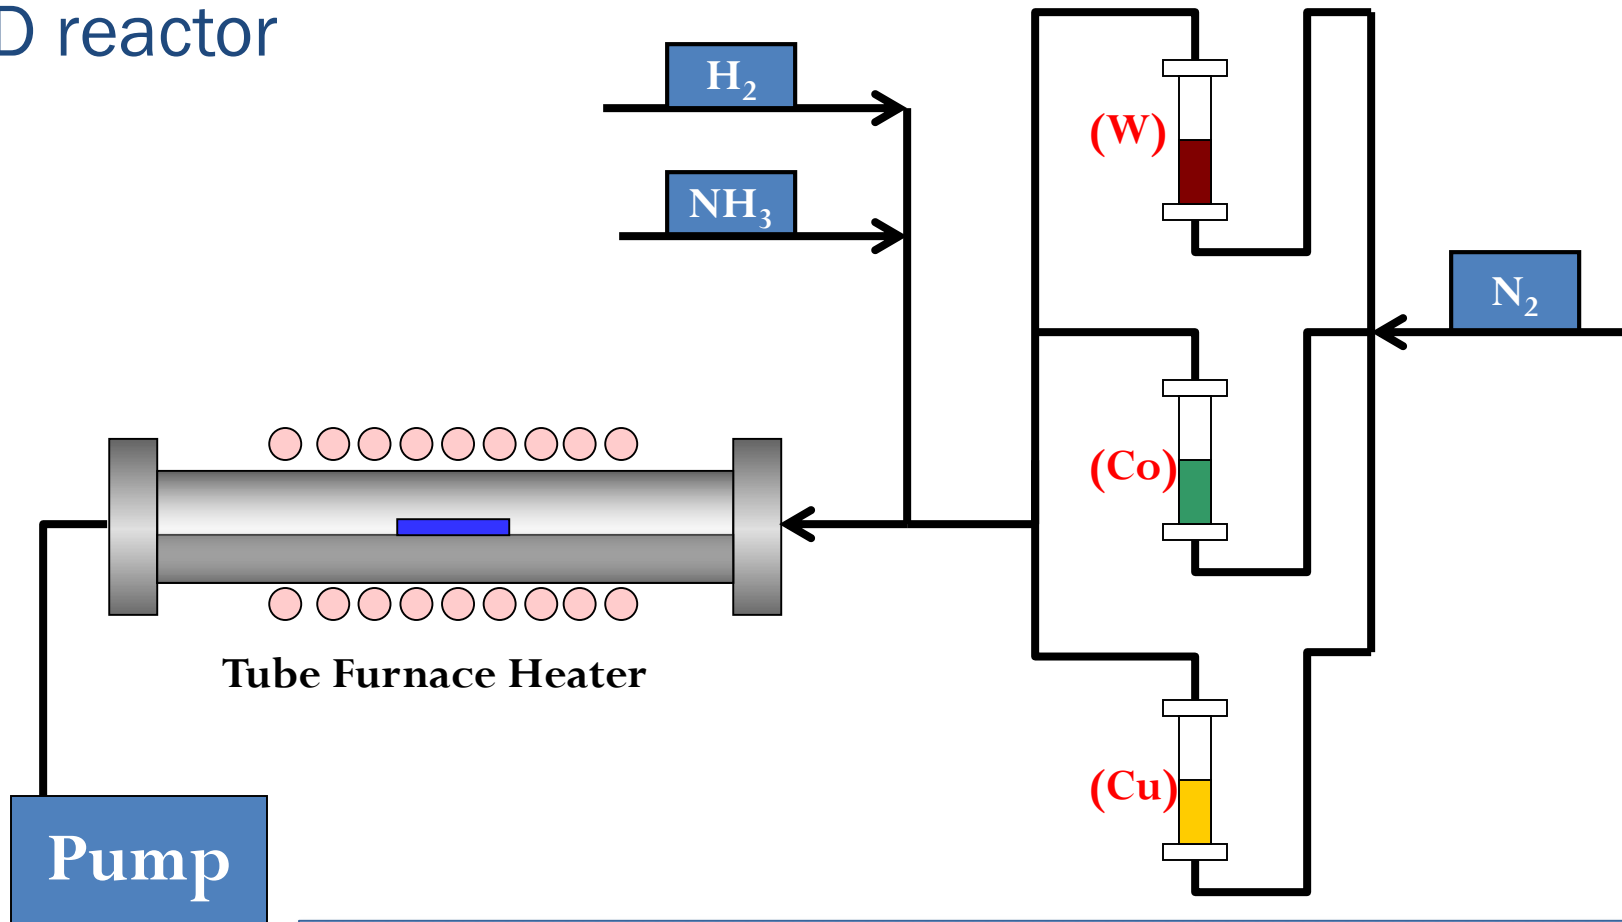 D reactor
H₂
NH₃
(W)
N₂
(Co)
Tube Furnace Heater
(Cu)
Pump